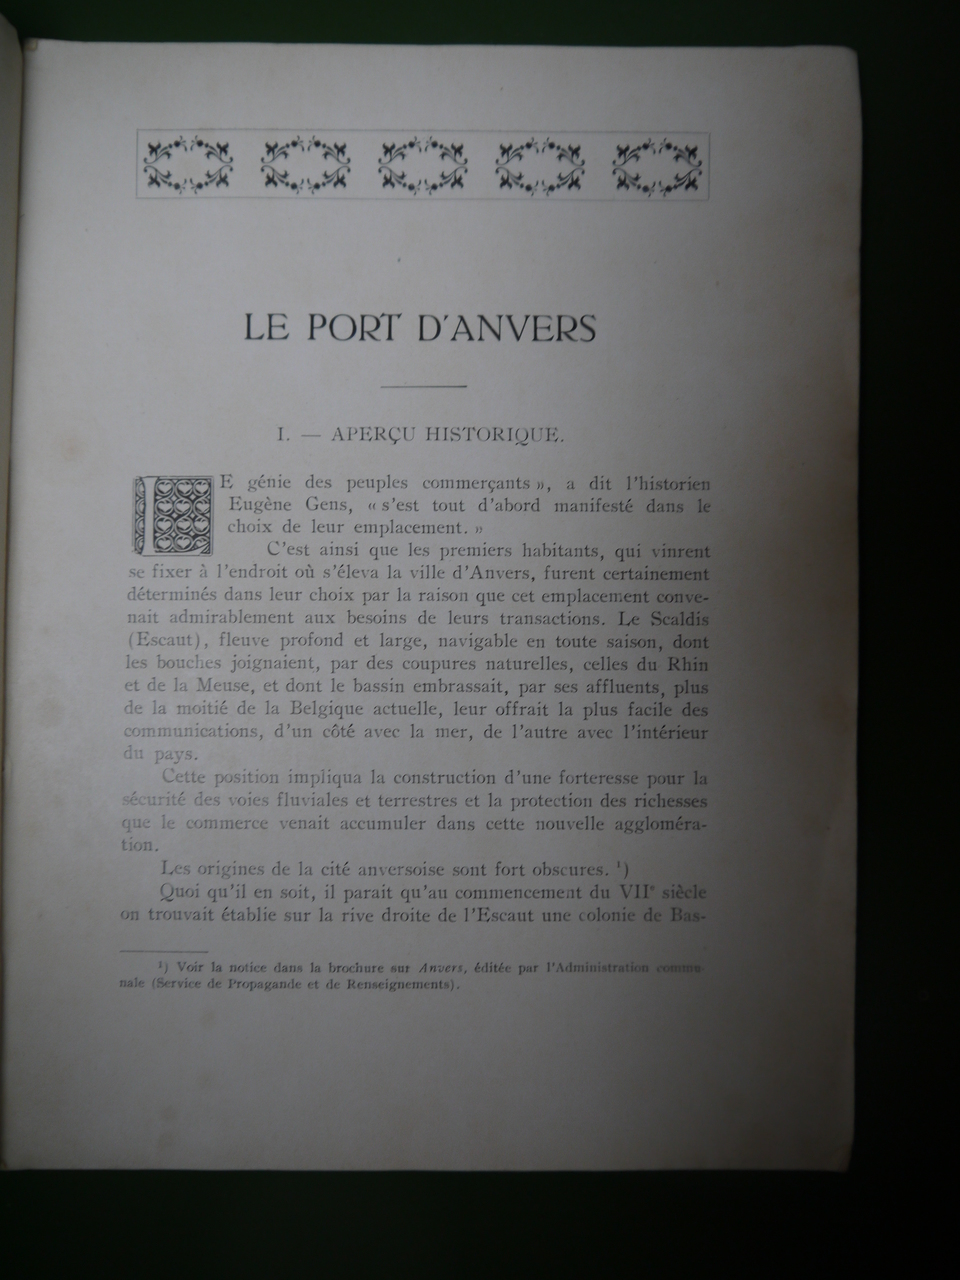 LE PORT D'ANVERS
I. — APERÇU HISTORIQUE.
LE génie des peuples commerçants », a dit l'historien
Eugène Gens, « s'est tout d'abord manifesté dans le
choix de leur emplacement. »
C'est ainsi que les premiers habitants, qui vinrent
se fixer à l'endroit où s'éleva la ville d'Anvers, furent certainement
déterminés dans leur choix par la raison que cet emplacement conve-
nait admirablement aux besoins de leurs transactions. Le Scaldis
(Escaut), fleuve profond et large, navigable en toute saison, dont
les bouches joignaient, par des coupures naturelles, celles du Rhin
et de la Meuse, et dont le bassin embrassait, par ses affluents, plus
de la moitié de la Belgique actuelle, leur offrait la plus facile des
communications, d'un côté avec la mer, de l'autre avec l'intérieur
du pays.
Cette position impliqua la construction d'une forteresse pour la
sécurité des voies fluviales et terrestres et la protection des richesses
que le commerce venait accumuler dans cette nouvelle aggloméra-
tion.
Les origines de la cité anversoise sont fort obscures. ¹)
Quoi qu'il en soit, il parait qu'au commencement du VIIe siècle
on trouvait établie sur la rive droite de l'Escaut une colonie de Bas-
¹) Voir la notice dans la brochure sur Anvers, éditée par l'Administration commu-
nale (Service de Propagande et de Renseignements).